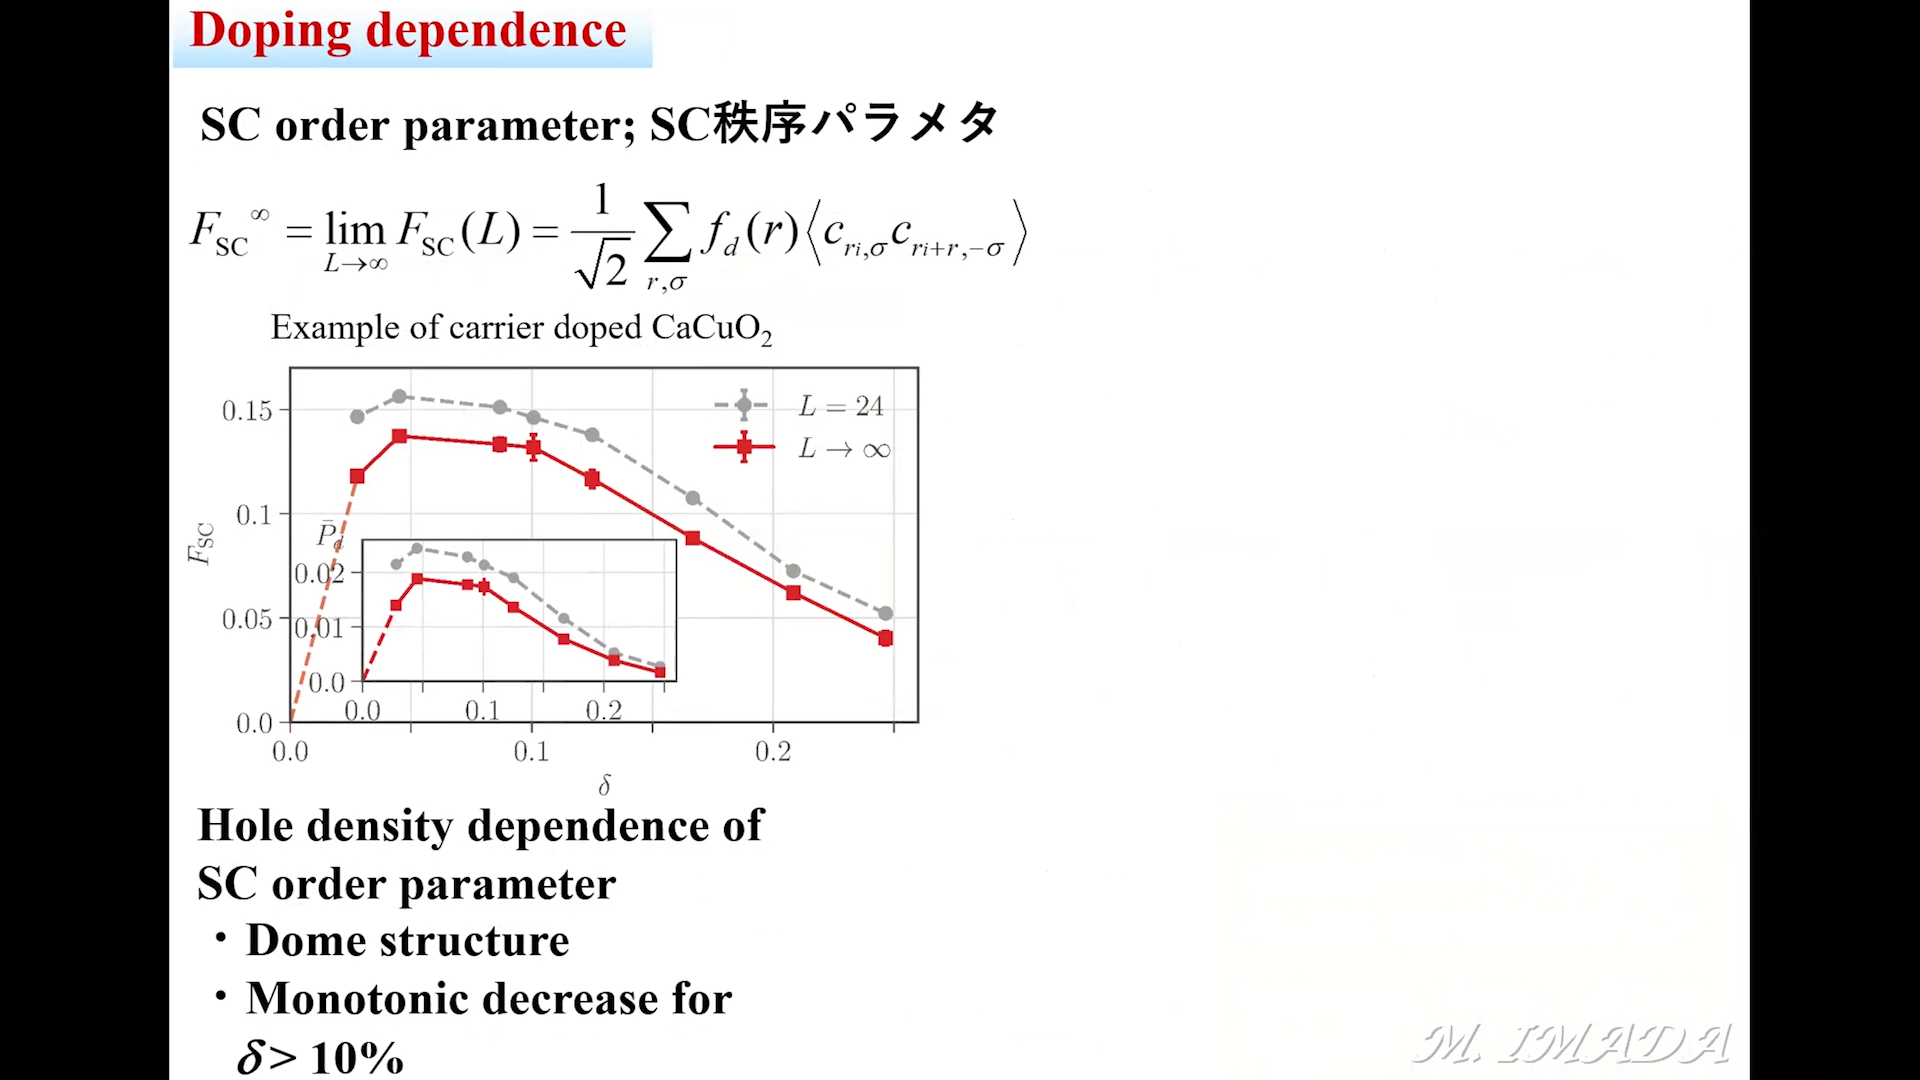 Doping dependence
SC order parameter; SC秩序パラメタ
F_SC^∞ = lim_{L→∞} F_SC(L) = 1/√2 ∑_{r,σ} f_d(r)⟨c_{ri,σ}c_{ri+r,−σ}⟩
Example of carrier doped CaCuO₂
L = 24
L → ∞
0.15
0.1
0.05
0.0
F_SC
P̄_d
0.02
0.01
0.0
0.0 0.1 0.2
0.0 0.1 0.2
δ
Hole density dependence of
SC order parameter
・Dome structure
・Monotonic decrease for
δ > 10%
M. IMADA